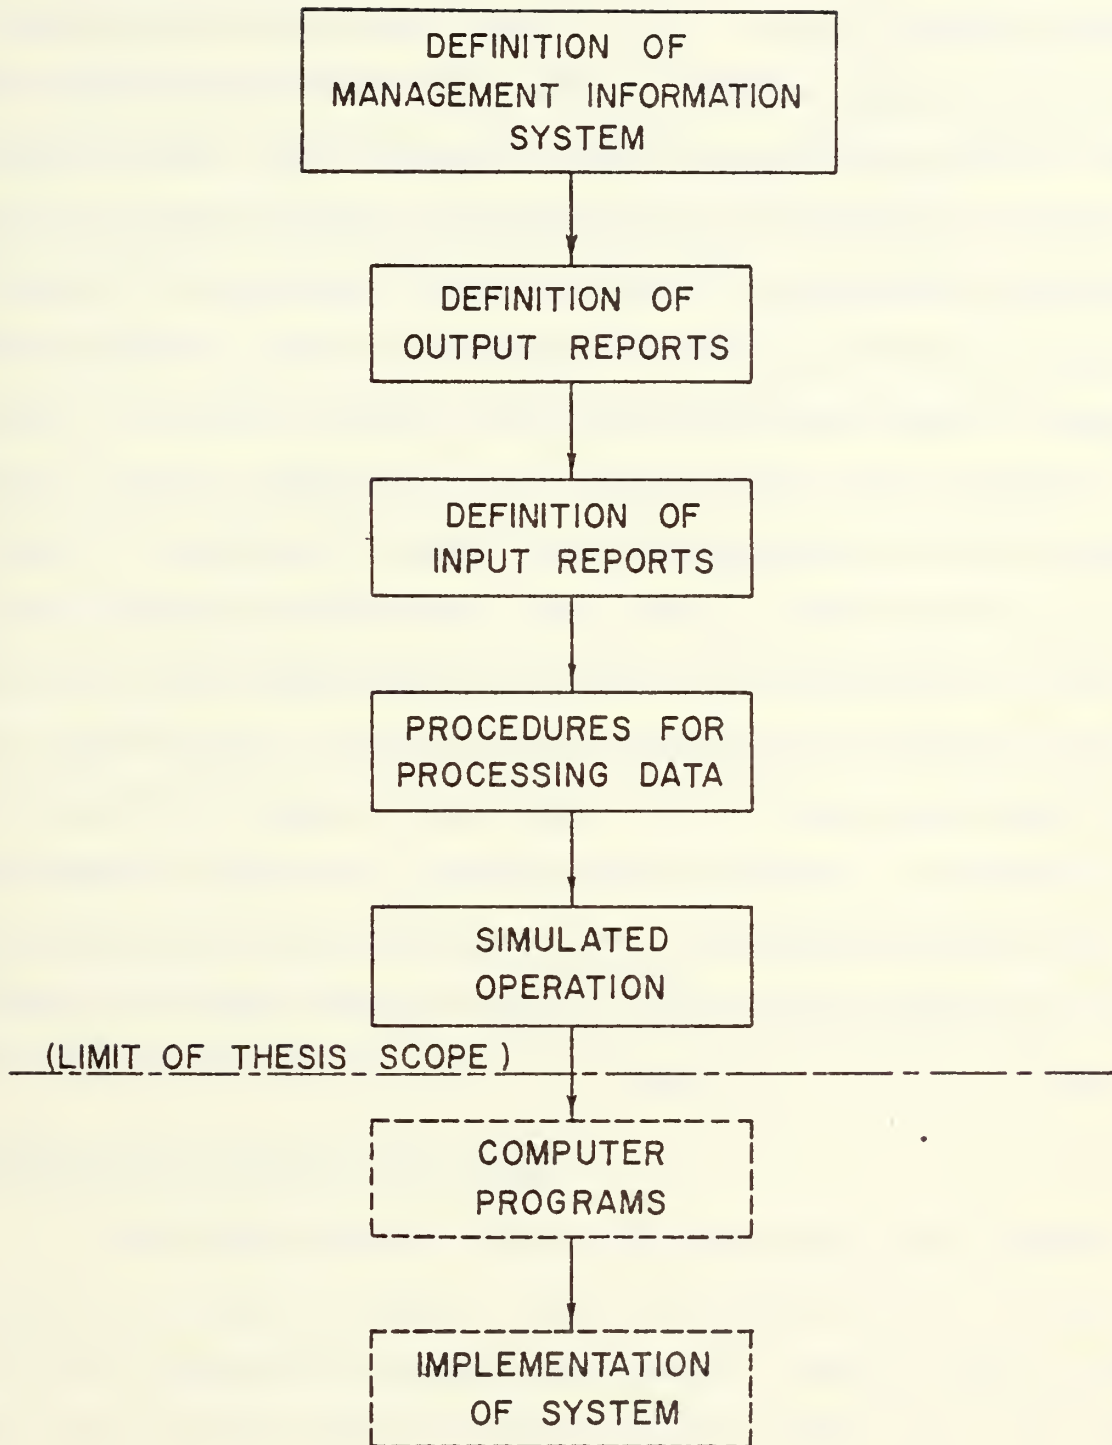 DEFINITION OF
MANAGEMENT INFORMATION
SYSTEM
DEFINITION OF
OUTPUT REPORTS
DEFINITION OF
INPUT REPORTS
PROCEDURES FOR
PROCESSING DATA
SIMULATED
OPERATION
(LIMIT OF THESIS SCOPE)
COMPUTER
PROGRAMS
IMPLEMENTATION
OF SYSTEM